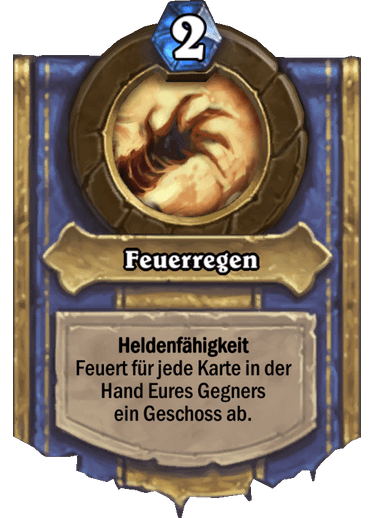 2
Feuerregen
Heldenfähigkeit
Feuert für jede Karte in der
Hand Eures Gegners
ein Geschoss ab.